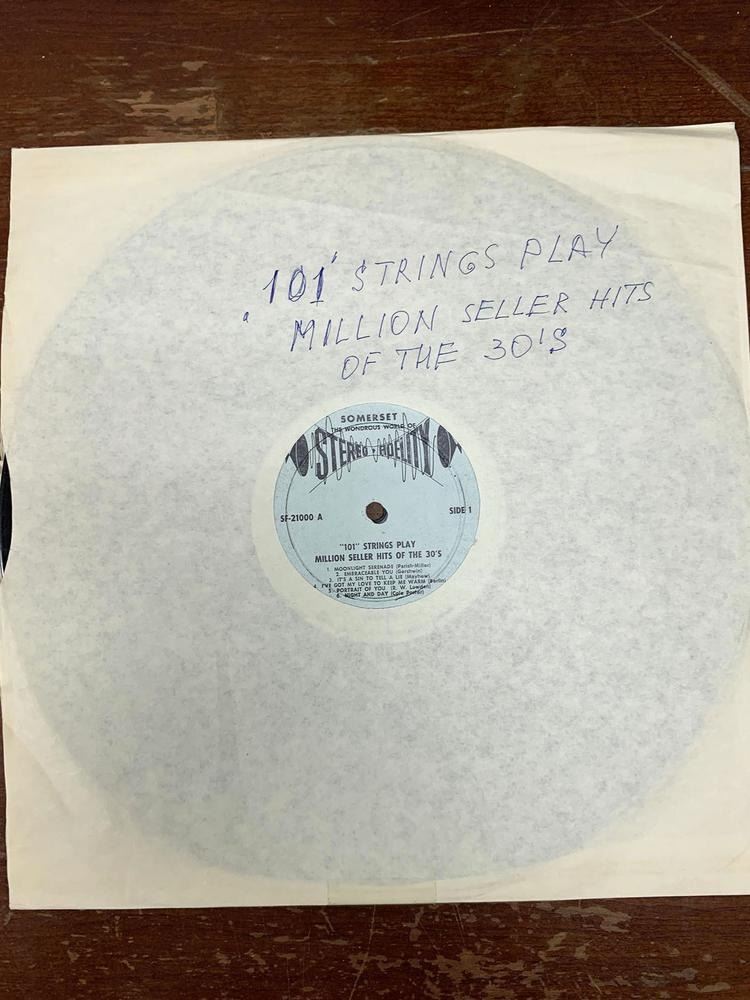 "101" STRINGS PLAY
MILLION SELLER HITS
OF THE 30'S
SOMERSET
THE WONDROUS WORLD OF
STEREO • FIDELITY
SF-21000 A
SIDE 1
"101" STRINGS PLAY
MILLION SELLER HITS OF THE 30'S
1. MOONLIGHT SERENADE (Parish-Miller)
2. EMBRACEABLE YOU (Gershwin)
3. IT'S A SIN TO TELL A LIE (Mayhew)
4. I'VE GOT MY LOVE TO KEEP ME WARM (Berlin)
5. PORTRAIT OF YOU (R. W. Lowden)
6. NIGHT AND DAY (Cole Porter)